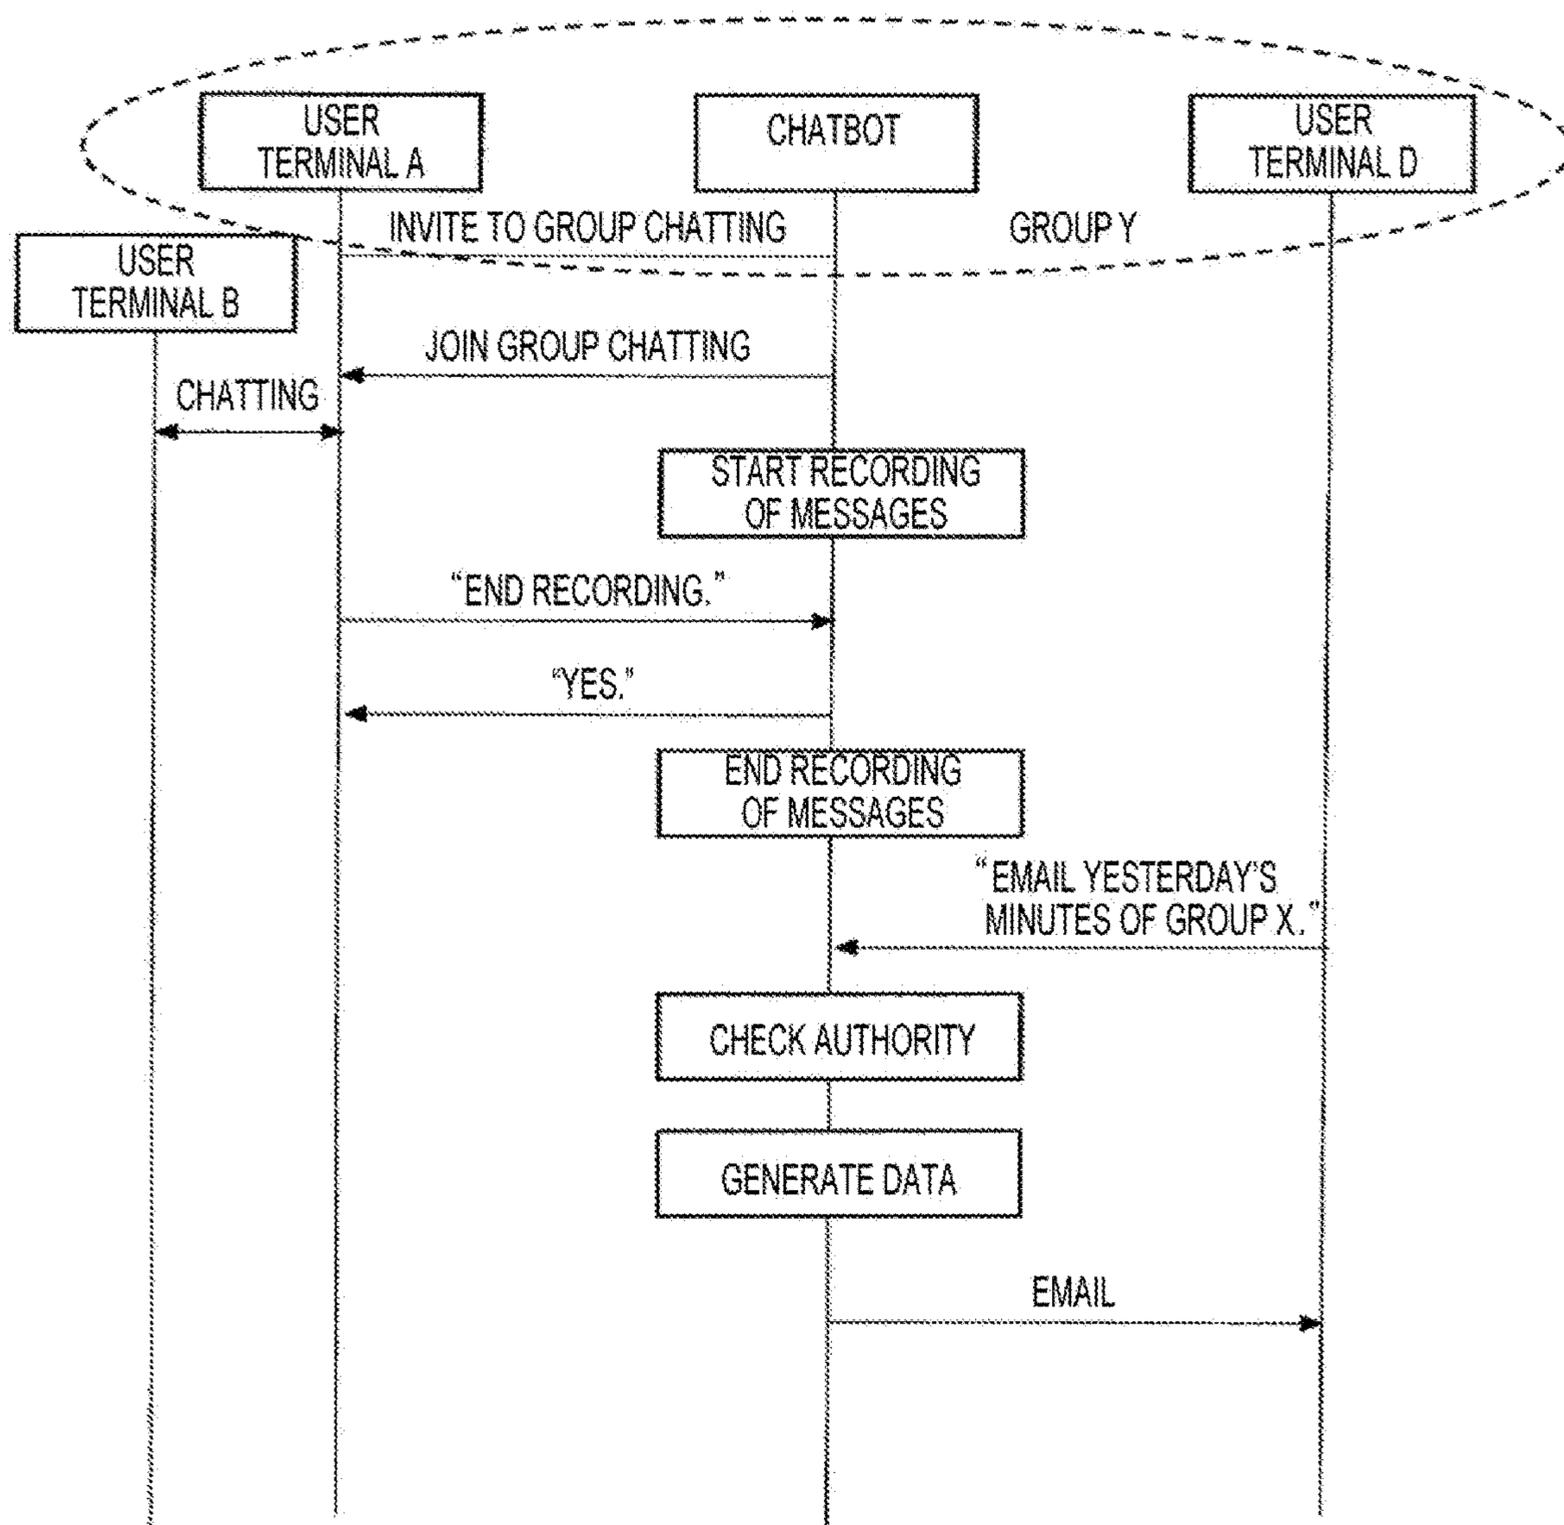 USER
TERMINAL A
CHATBOT
USER
TERMINAL D
INVITE TO GROUP CHATTING
GROUP Y
USER
TERMINAL B
JOIN GROUP CHATTING
CHATTING
START RECORDING
OF MESSAGES
“END RECORDING.”
“YES.”
END RECORDING
OF MESSAGES
“EMAIL YESTERDAY'S
MINUTES OF GROUP X.”
CHECK AUTHORITY
GENERATE DATA
EMAIL